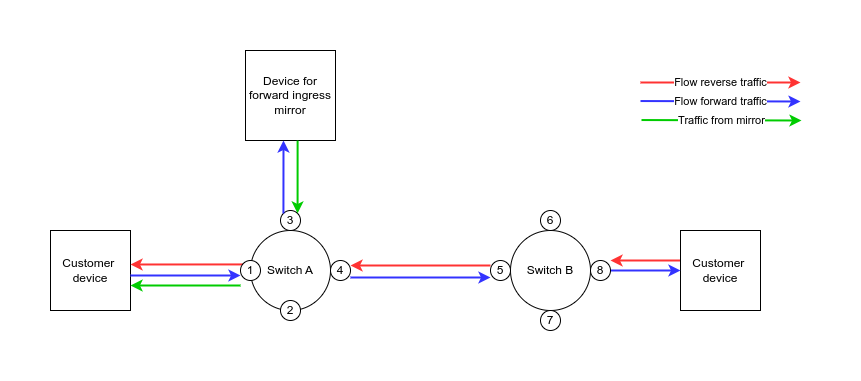 Device for
forward ingress
mirror
Flow reverse traffic
Flow forward traffic
Traffic from mirror
3
6
Customer
device
1
Switch A
4
5
Switch B
8
Customer
device
2
7